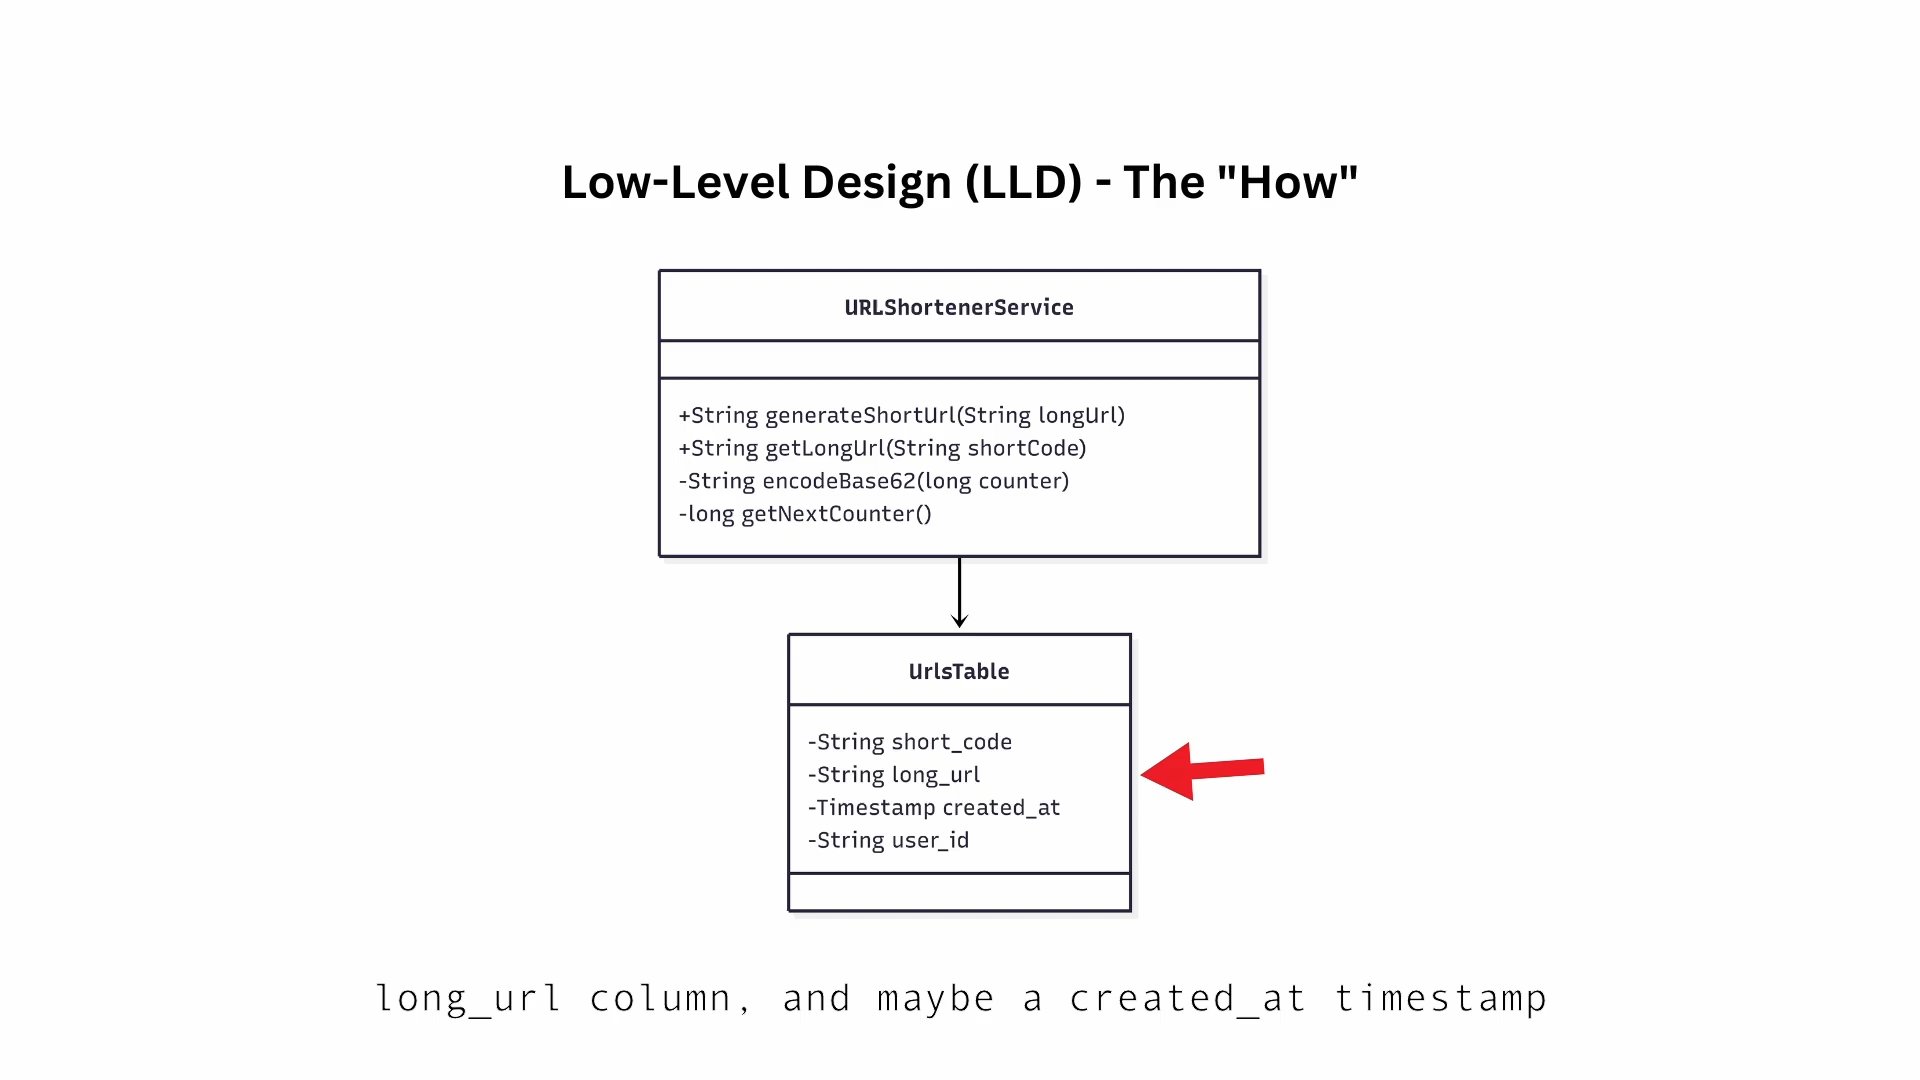 Low-Level Design (LLD) - The "How"
URLShortenerService
+String generateShortUrl(String longUrl)
+String getLongUrl(String shortCode)
-String encodeBase62(long counter)
-long getNextCounter()
UrlsTable
-String short_code
-String long_url
-Timestamp created_at
-String user_id
long_url column, and maybe a created_at timestamp